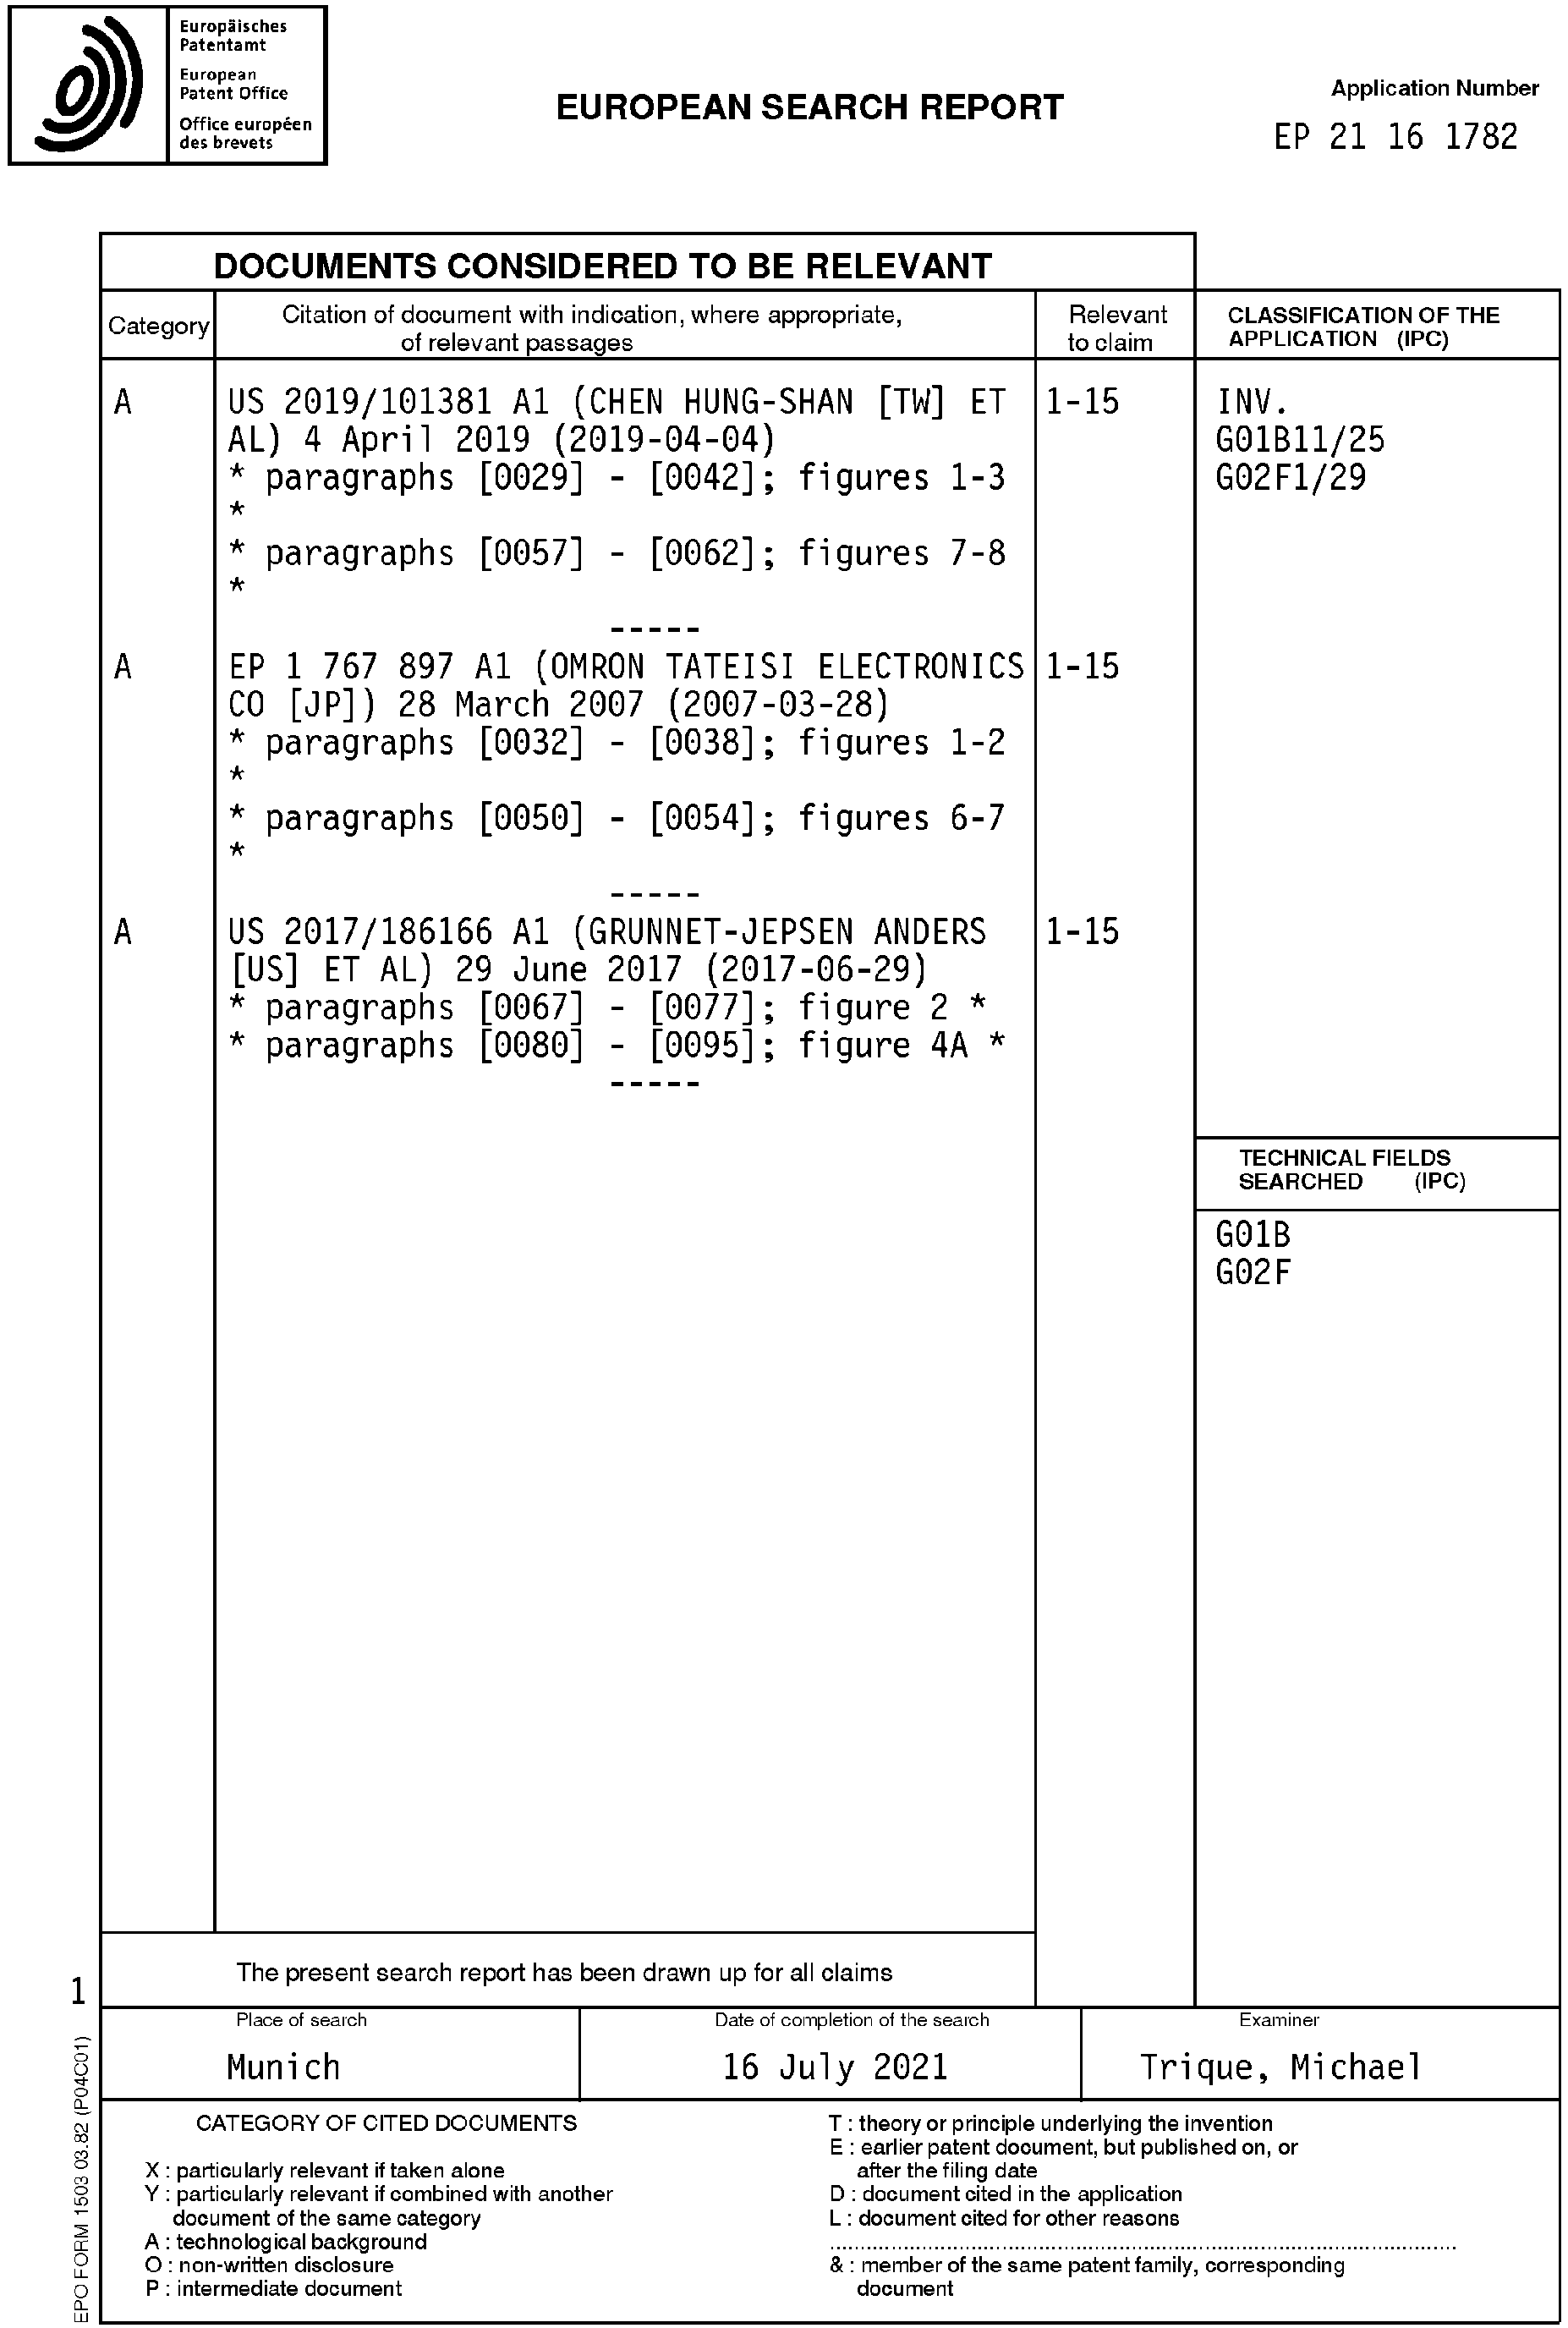 Europäisches
Patentamt
European
Patent Office
Office européen
des brevets
EUROPEAN SEARCH REPORT
Application Number
EP 21 16 1782
DOCUMENTS CONSIDERED TO BE RELEVANT
Category
Citation of document with indication, where appropriate,
of relevant passages
Relevant
to claim
CLASSIFICATION OF THE
APPLICATION (IPC)
A
US 2019/101381 A1 (CHEN HUNG-SHAN [TW] ET
AL) 4 April 2019 (2019-04-04)
* paragraphs [0029] - [0042]; figures 1-3
*
* paragraphs [0057] - [0062]; figures 7-8
*
-----
1-15
A
EP 1 767 897 A1 (OMRON TATEISI ELECTRONICS
CO [JP]) 28 March 2007 (2007-03-28)
* paragraphs [0032] - [0038]; figures 1-2
*
* paragraphs [0050] - [0054]; figures 6-7
*
-----
1-15
A
US 2017/186166 A1 (GRUNNET-JEPSEN ANDERS
[US] ET AL) 29 June 2017 (2017-06-29)
* paragraphs [0067] - [0077]; figure 2 *
* paragraphs [0080] - [0095]; figure 4A *
-----
1-15
INV.
G01B11/25
G02F1/29
TECHNICAL FIELDS
SEARCHED (IPC)
G01B
G02F
The present search report has been drawn up for all claims
1
Place of search
Munich
Date of completion of the search
16 July 2021
Examiner
Trique, Michael
CATEGORY OF CITED DOCUMENTS
X : particularly relevant if taken alone
Y : particularly relevant if combined with another
document of the same category
A : technological background
O : non-written disclosure
P : intermediate document
T : theory or principle underlying the invention
E : earlier patent document, but published on, or
after the filing date
D : document cited in the application
L : document cited for other reasons
& : member of the same patent family, corresponding
document
EPO FORM 1503 03.82 (P04C01)